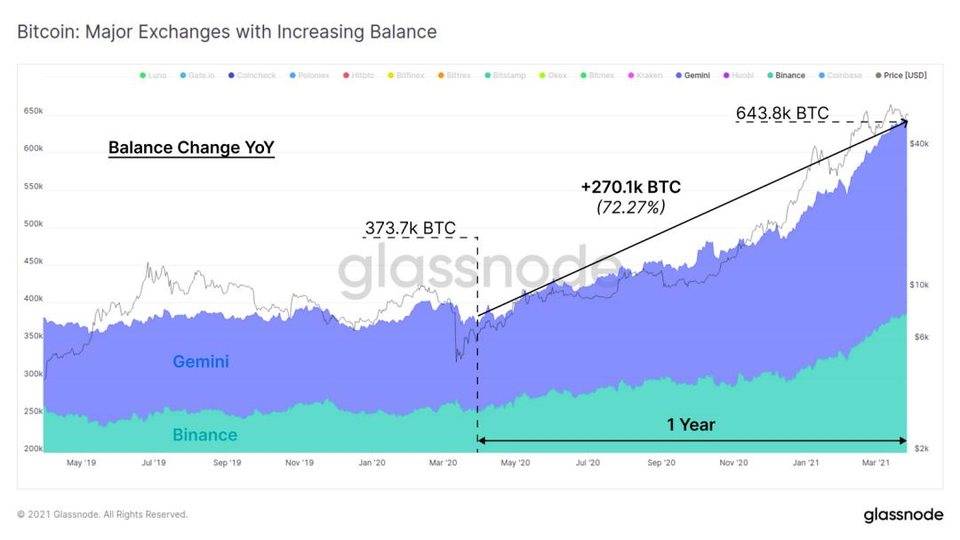 Bitcoin: Major Exchanges with Increasing Balance
Luno Gate.io Coincheck Poloniex Hitbtc Bitfinex Bittrex Bitstamp Okex Bitmex Kraken Gemini Huobi Binance Coinbase Price [USD]
650k
600k
550k
500k
450k
400k
350k
300k
250k
200k
Balance Change YoY
643.8k BTC
$40k
+270.1k BTC
(72.27%)
373.7k BTC
glassnode
$10k
$6k
Gemini
Binance
1 Year
$2k
May '19 Jul '19 Sep '19 Nov '19 Jan '20 Mar '20 May '20 Jul '20 Sep '20 Nov '20 Jan '21 Mar '21
© 2021 Glassnode. All Rights Reserved.
glassnode